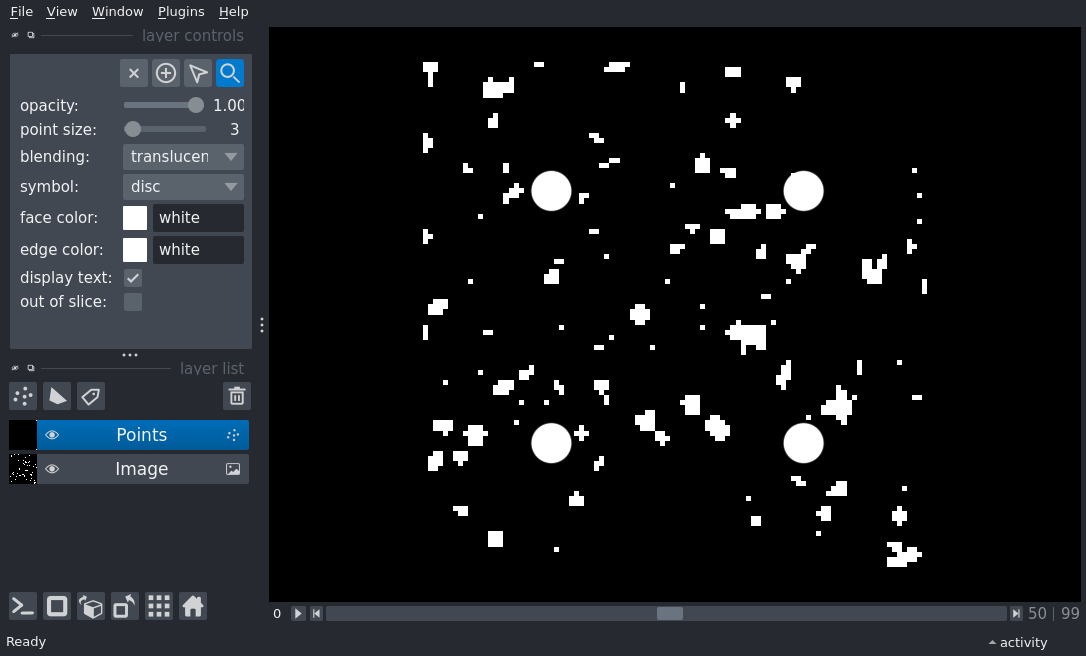 File View Window Plugins Help
layer controls
opacity: 1.00
point size: 3
blending: translucen
symbol: disc
face color: white
edge color: white
display text:
out of slice:
layer list
Points
Image
0 50 | 99
Ready
activity